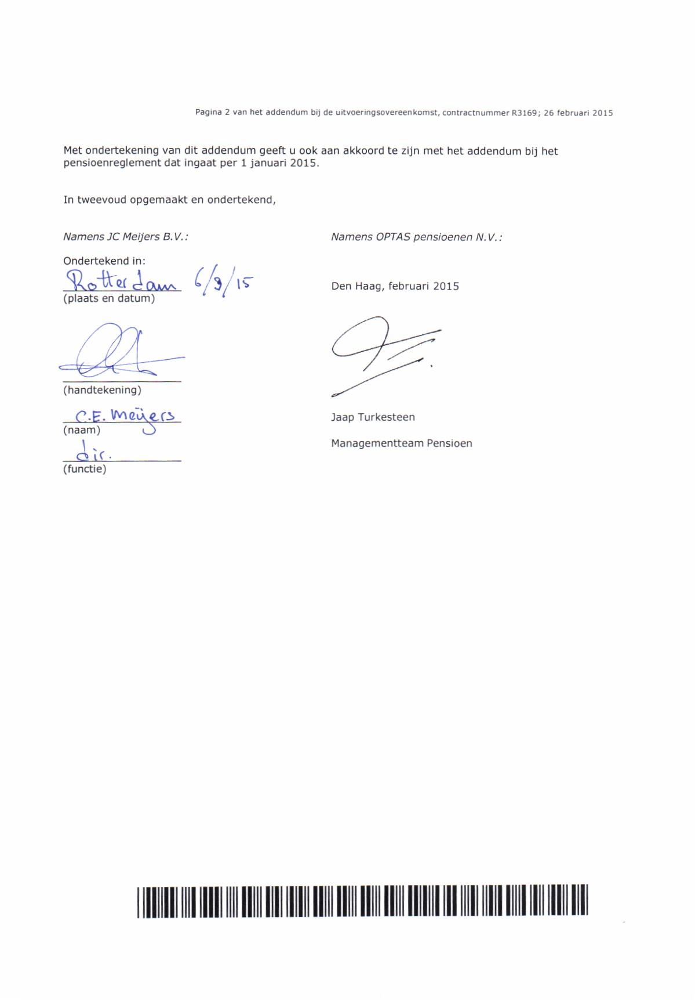 Pagina 2 van het addendum bij de uitvoeringsovereenkomst, contractnummer R3169; 26 februari 2015
Met ondertekening van dit addendum geeft u ook aan akkoord te zijn met het addendum bij het
pensioenreglement dat ingaat per 1 januari 2015.
In tweevoud opgemaakt en ondertekend,
Namens JC Meijers B.V.:
Ondertekend in:
Rotterdam 6/9/15
(plaats en datum)
(handtekening)
C.E. Meijers
(naam)
dir.
(functie)
Namens OPTAS pensioenen N.V.:
Den Haag, februari 2015
Jaap Turkesteen
Managementteam Pensioen